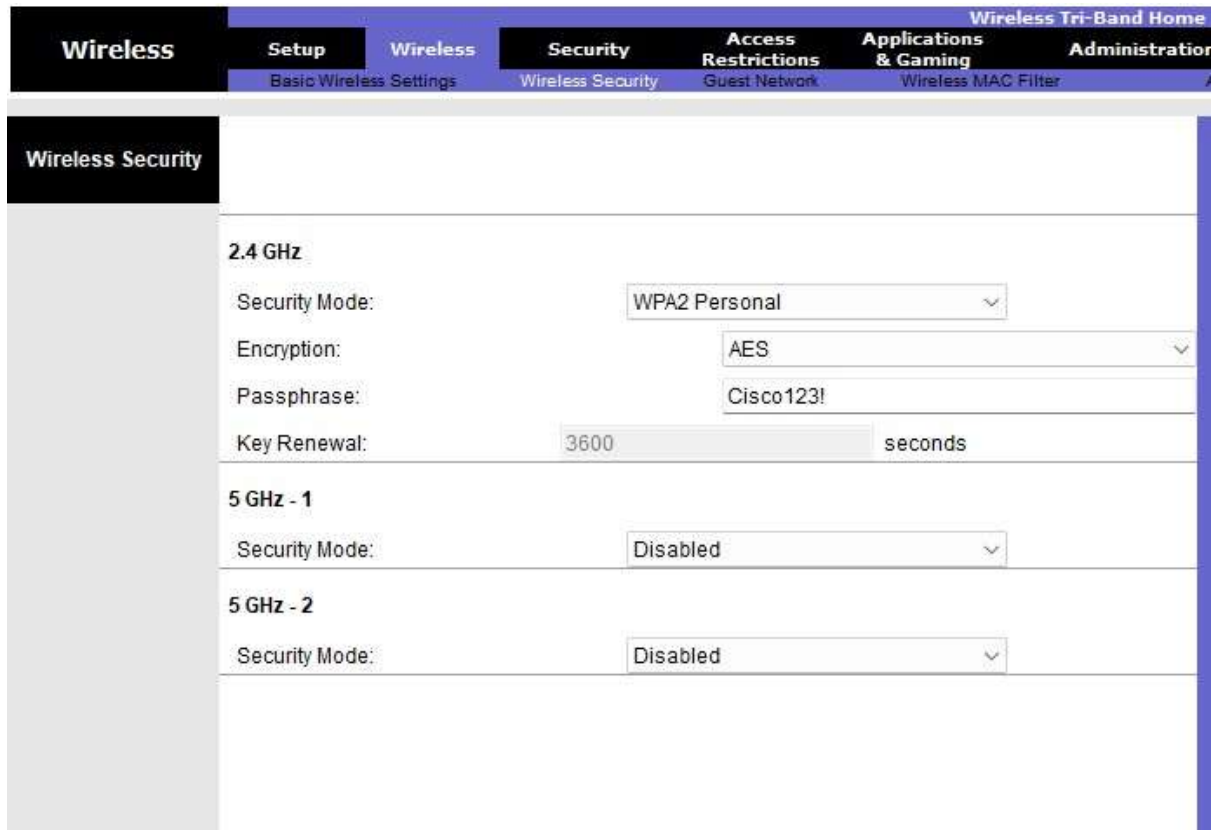 Wireless Tri-Band Home
Wireless
Setup Wireless Security Access Restrictions Applications & Gaming Administration
Basic Wireless Settings Wireless Security Guest Network Wireless MAC Filter
Wireless Security
2.4 GHz
Security Mode: WPA2 Personal
Encryption: AES
Passphrase: Cisco123!
Key Renewal: 3600 seconds
5 GHz - 1
Security Mode: Disabled
5 GHz - 2
Security Mode: Disabled